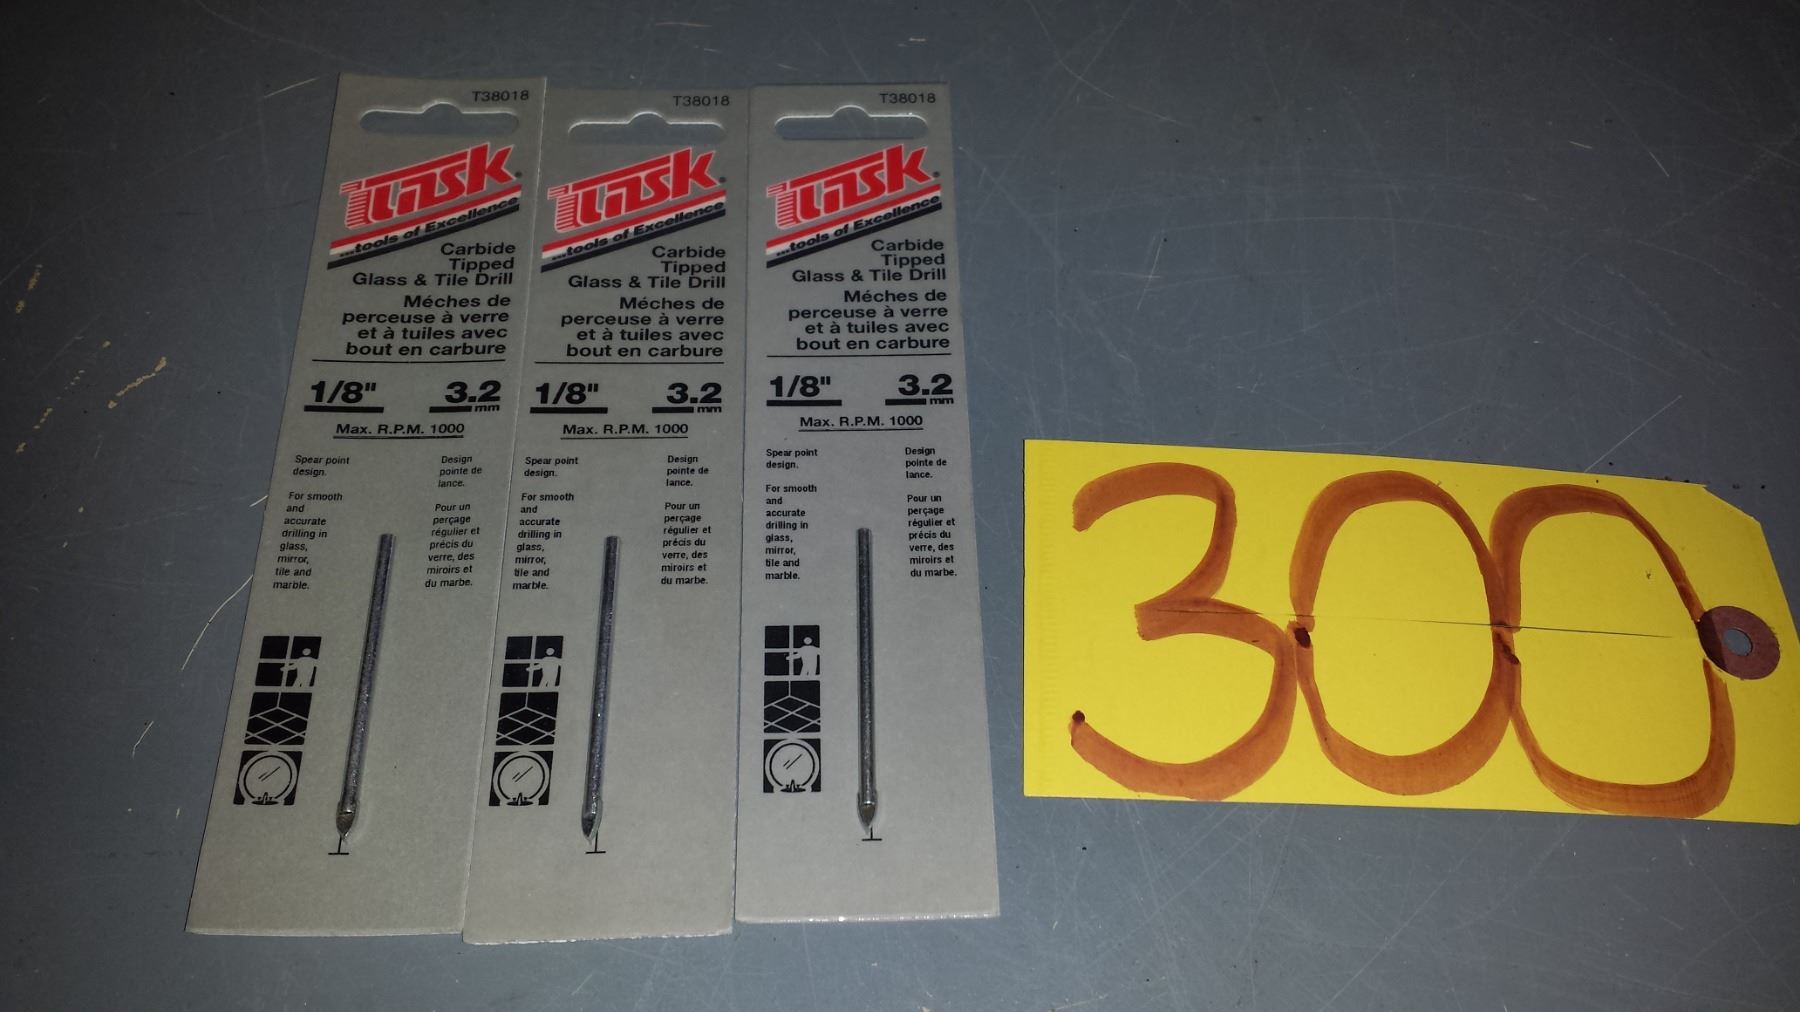 T38018
Task
...tools of Excellence
Carbide
Tipped
Glass & Tile Drill
Méches de
perceuse à verre
et à tuiles avec
bout en carbure
1/8" 3.2 mm
Max. R.P.M. 1000
Spear point
design.
For smooth
and
accurate
drilling in
glass,
mirror,
tile and
marble.
Design
pointe de
lance.
Pour un
perçage
régulier et
précis du
verre, des
miroirs et
du marbe.
T38018
Task
...tools of Excellence
Carbide
Tipped
Glass & Tile Drill
Méches de
perceuse à verre
et à tuiles avec
bout en carbure
1/8" 3.2 mm
Max. R.P.M. 1000
Spear point
design.
For smooth
and
accurate
drilling in
glass,
mirror,
tile and
marble.
Design
pointe de
lance.
Pour un
perçage
régulier et
précis du
verre, des
miroirs et
du marbe.
T38018
Task
...tools of Excellence
Carbide
Tipped
Glass & Tile Drill
Méches de
perceuse à verre
et à tuiles avec
bout en carbure
1/8" 3.2 mm
Max. R.P.M. 1000
Spear point
design.
For smooth
and
accurate
drilling in
glass,
mirror,
tile and
marble.
Design
pointe de
lance.
Pour un
perçage
régulier et
précis du
verre, des
miroirs et
du marbe.
300